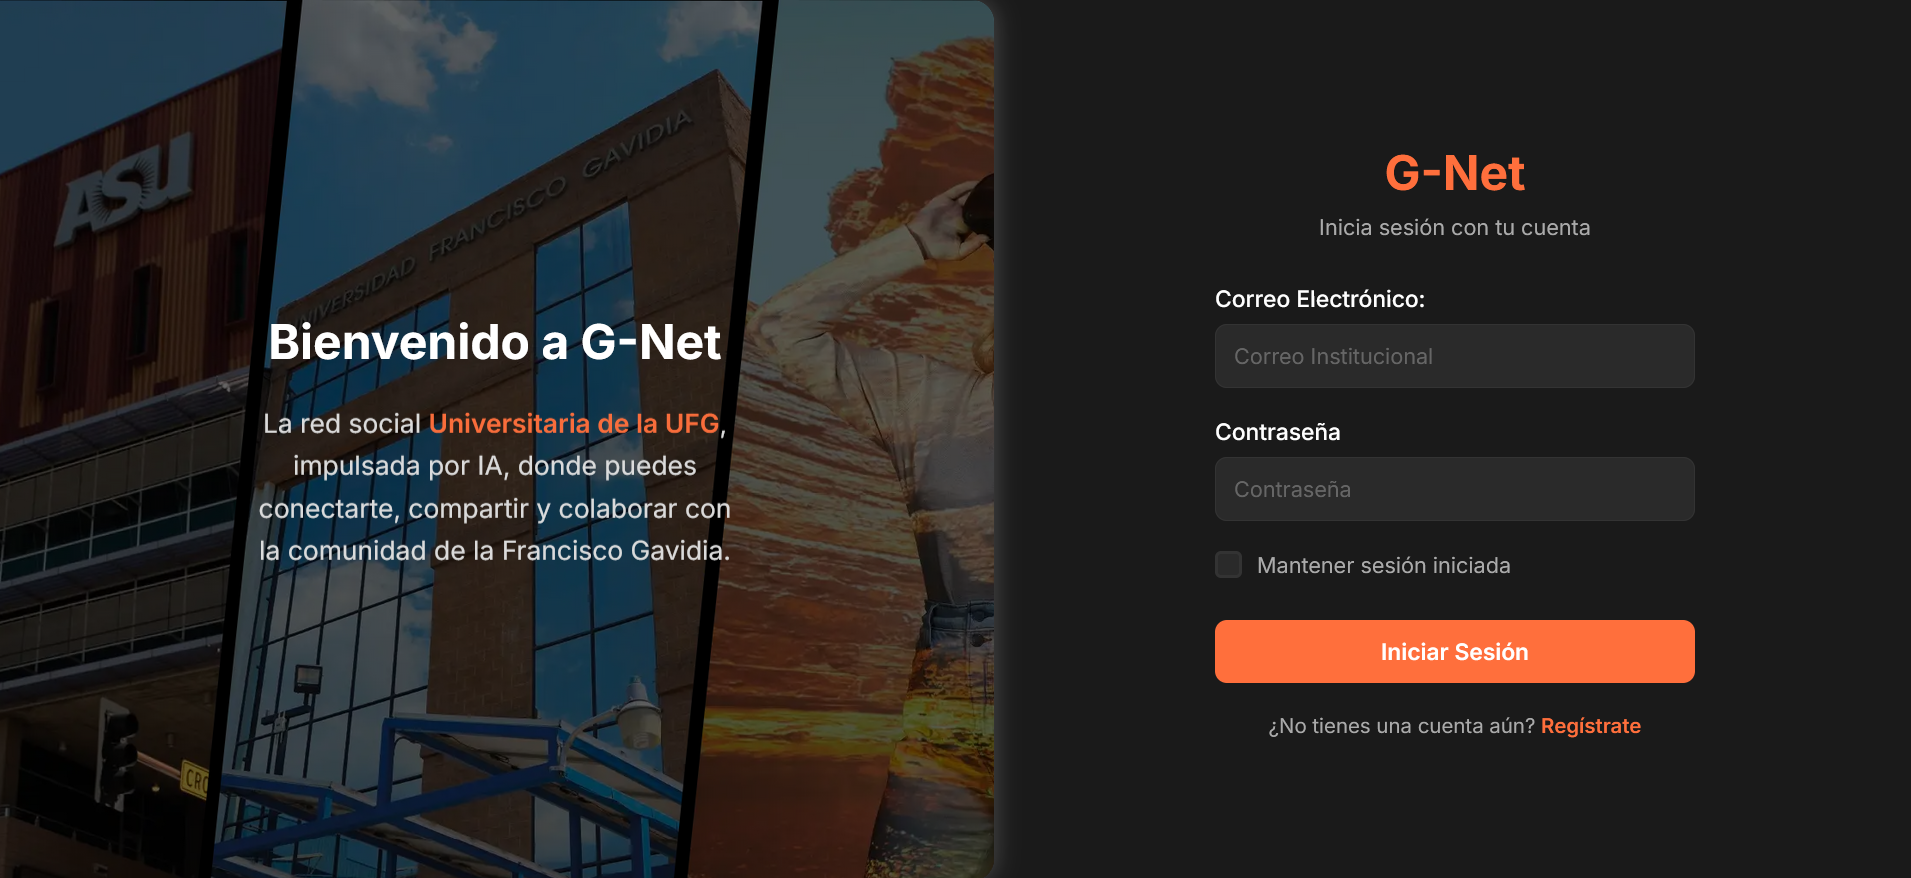 ASU
UNIVERSIDAD FRANCISCO GAVIDIA
Bienvenido a G-Net
La red social Universitaria de la UFG,
impulsada por IA, donde puedes
conectarte, compartir y colaborar con
la comunidad de la Francisco Gavidia.
CRO
G-Net
Inicia sesión con tu cuenta
Correo Electrónico:
Correo Institucional
Contraseña
Contraseña
Mantener sesión iniciada
Iniciar Sesión
¿No tienes una cuenta aún? Regístrate